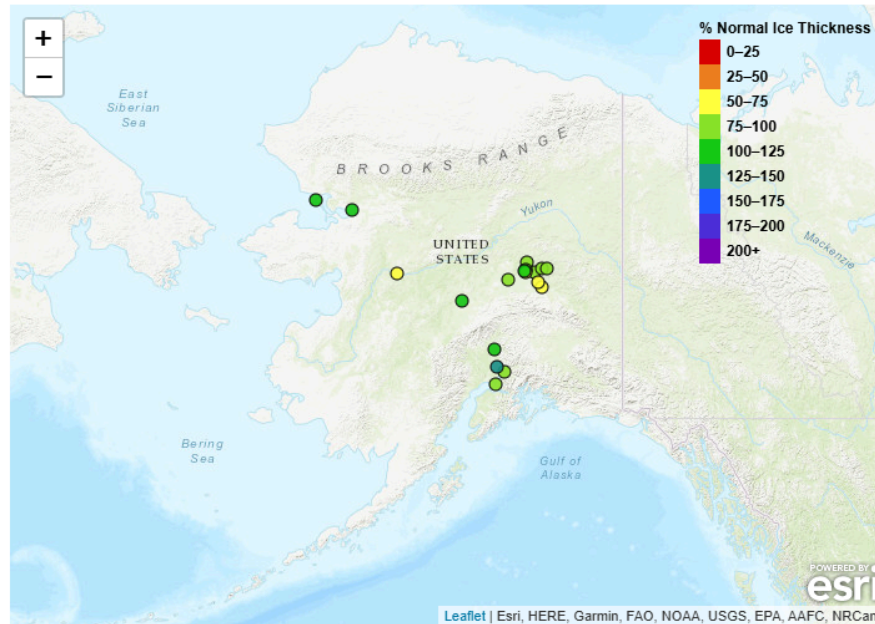 +
−
East
Siberian
Sea
BROOKS RANGE
Yukon
UNITED
STATES
Mackenzie
Bering
Sea
Gulf of
Alaska
% Normal Ice Thickness
0–25
25–50
50–75
75–100
100–125
125–150
150–175
175–200
200+
POWERED BY
esri
Leaflet | Esri, HERE, Garmin, FAO, NOAA, USGS, EPA, AAFC, NRCan